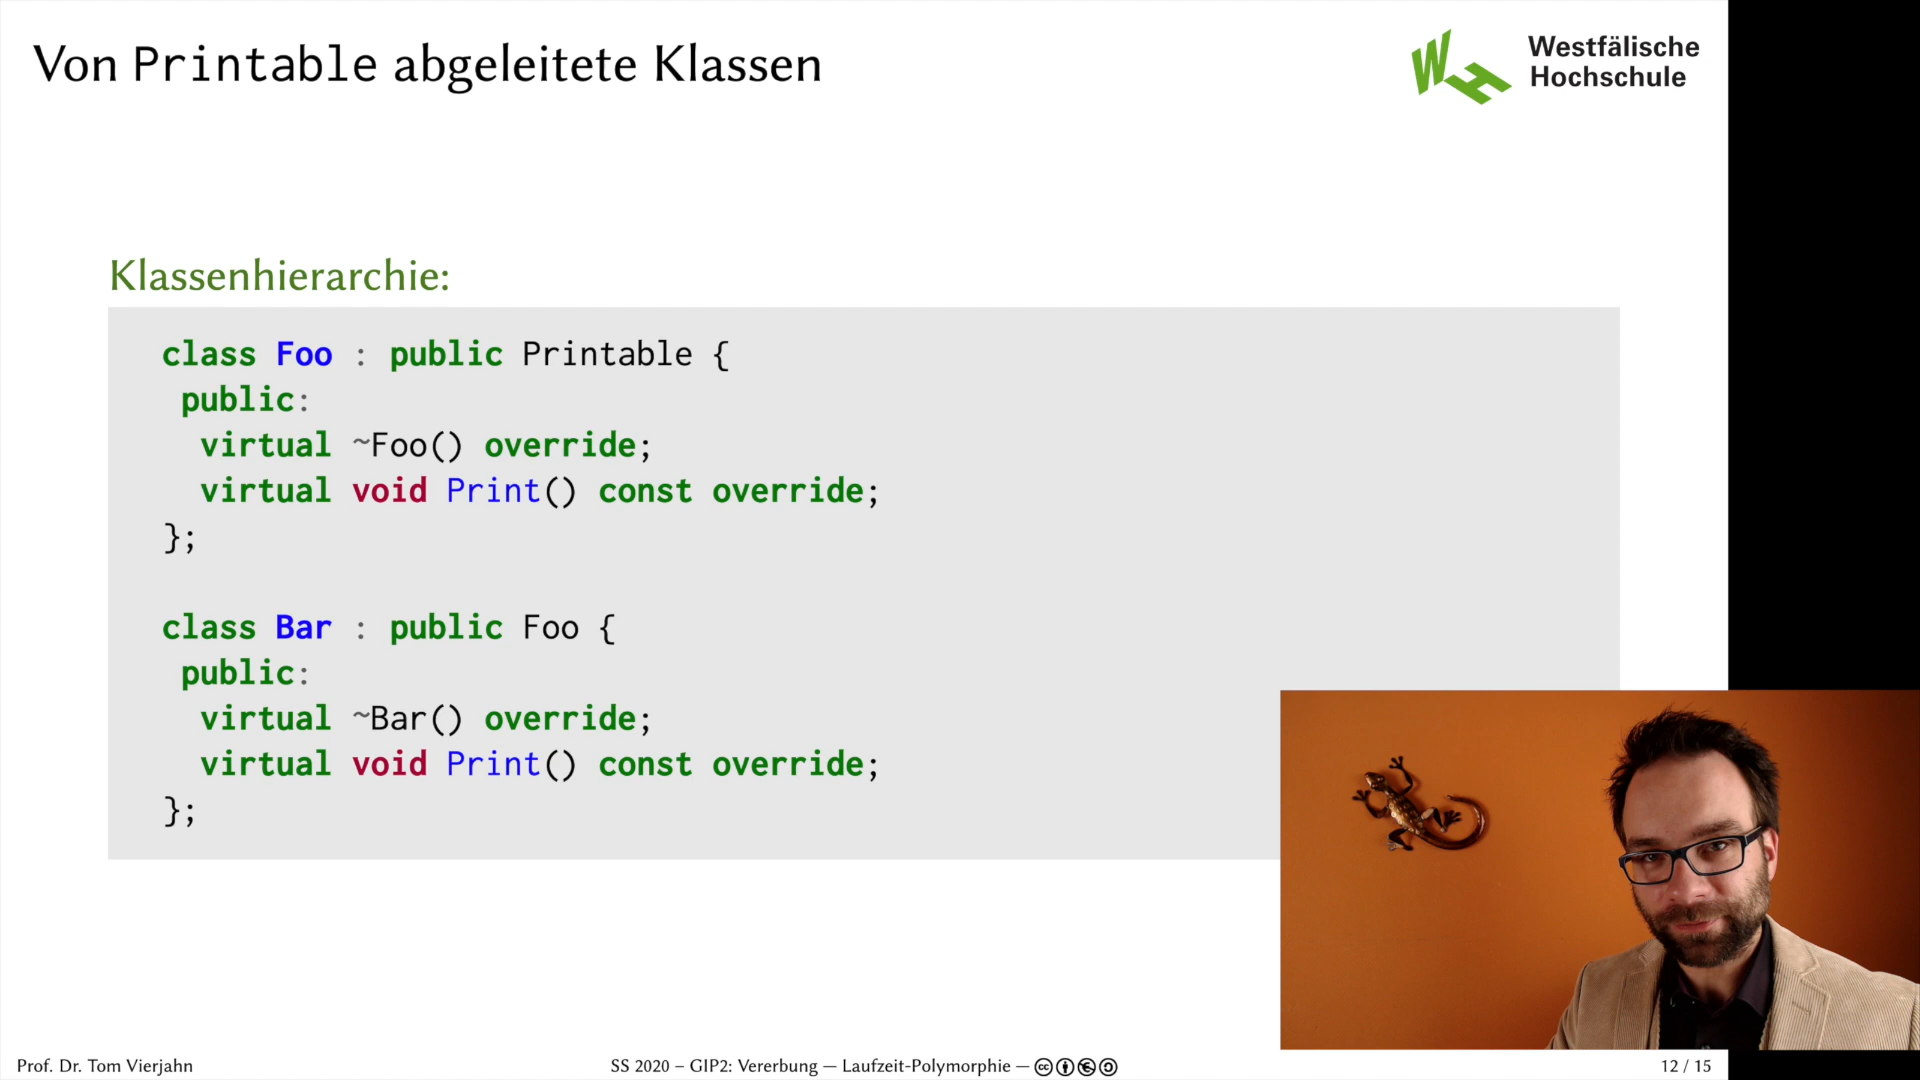 Von Printable abgeleitete Klassen
Westfälische
Hochschule
Klassenhierarchie:
class Foo : public Printable {
public:
virtual ~Foo() override;
virtual void Print() const override;
};
class Bar : public Foo {
public:
virtual ~Bar() override;
virtual void Print() const override;
};
Prof. Dr. Tom Vierjahn
SS 2020 – GIP2: Vererbung — Laufzeit-Polymorphie —
12 / 15